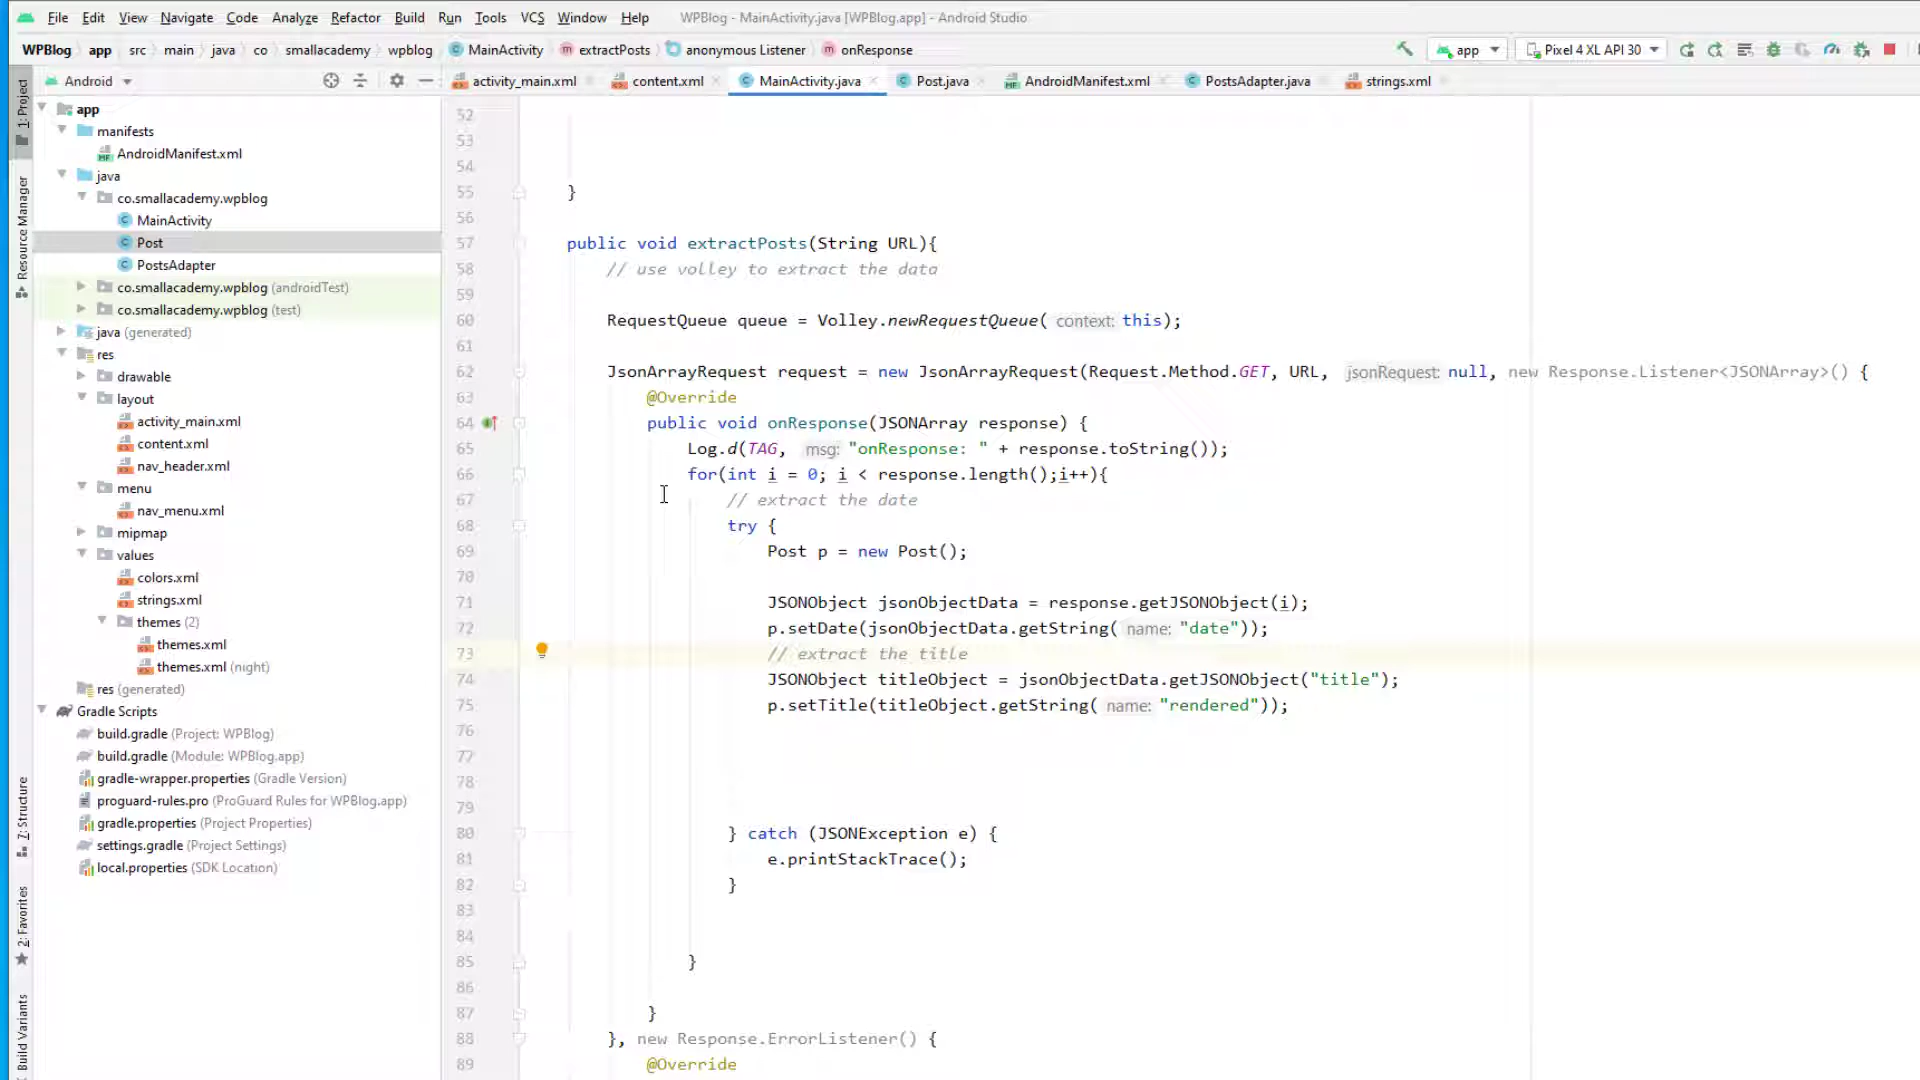 File Edit View Navigate Code Analyze Refactor Build Run Tools VCS Window Help WPBlog - MainActivity.java [WPBlog.app] - Android Studio
WPBlog app src main java co smallacademy wpblog MainActivity extractPosts anonymous Listener onResponse app Pixel 4 XL API 30
Android activity_main.xml content.xml MainActivity.java Post.java AndroidManifest.xml PostsAdapter.java strings.xml
1: Project
Resource Manager
7: Structure
2: Favorites
Build Variants
app
manifests
AndroidManifest.xml
java
co.smallacademy.wpblog
MainActivity
Post
PostsAdapter
co.smallacademy.wpblog (androidTest)
co.smallacademy.wpblog (test)
java (generated)
res
drawable
layout
activity_main.xml
content.xml
nav_header.xml
menu
nav_menu.xml
mipmap
values
colors.xml
strings.xml
themes (2)
themes.xml
themes.xml (night)
res (generated)
Gradle Scripts
build.gradle (Project: WPBlog)
build.gradle (Module: WPBlog.app)
gradle-wrapper.properties (Gradle Version)
proguard-rules.pro (ProGuard Rules for WPBlog.app)
gradle.properties (Project Properties)
settings.gradle (Project Settings)
local.properties (SDK Location)
52
53
54
55 }
56
57 public void extractPosts(String URL){
58 // use volley to extract the data
59
60 RequestQueue queue = Volley.newRequestQueue( context: this);
61
62 JsonArrayRequest request = new JsonArrayRequest(Request.Method.GET, URL, jsonRequest: null, new Response.Listener<JSONArray>() {
63 @Override
64 public void onResponse(JSONArray response) {
65 Log.d(TAG, msg: "onResponse: " + response.toString());
66 for(int i = 0; i < response.length();i++){
67 // extract the date
68 try {
69 Post p = new Post();
70
71 JSONObject jsonObjectData = response.getJSONObject(i);
72 p.setDate(jsonObjectData.getString( name: "date"));
73 // extract the title
74 JSONObject titleObject = jsonObjectData.getJSONObject("title");
75 p.setTitle(titleObject.getString( name: "rendered"));
76
77
78
79
80 } catch (JSONException e) {
81 e.printStackTrace();
82 }
83
84
85 }
86
87 }
88 }, new Response.ErrorListener() {
89 @Override